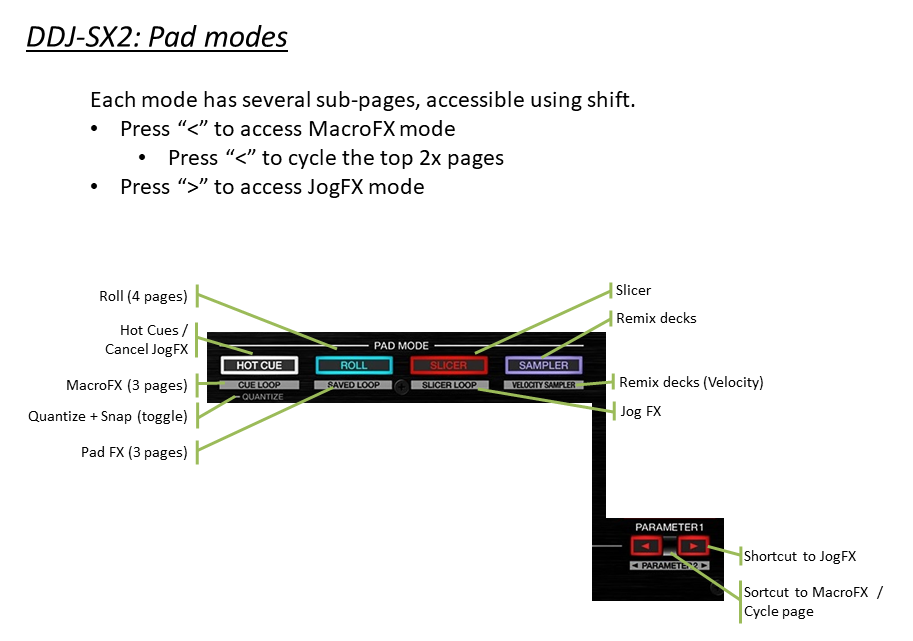 DDJ-SX2: Pad modes
Each mode has several sub-pages, accessible using shift.
• Press “<” to access MacroFX mode
• Press “<” to cycle the top 2x pages
• Press “>” to access JogFX mode
Roll (4 pages)
Hot Cues /
Cancel JogFX
MacroFX (3 pages)
Quantize + Snap (toggle)
Pad FX (3 pages)
Slicer
Remix decks
Remix decks (Velocity)
Jog FX
PAD MODE
HOT CUE ROLL SLICER SAMPLER
CUE LOOP SAVED LOOP SLICER LOOP VELOCITY SAMPLER
QUANTIZE
PARAMETER1
◄ ►
◄ PARAMETER2 ►
Shortcut to JogFX
Sortcut to MacroFX /
Cycle page